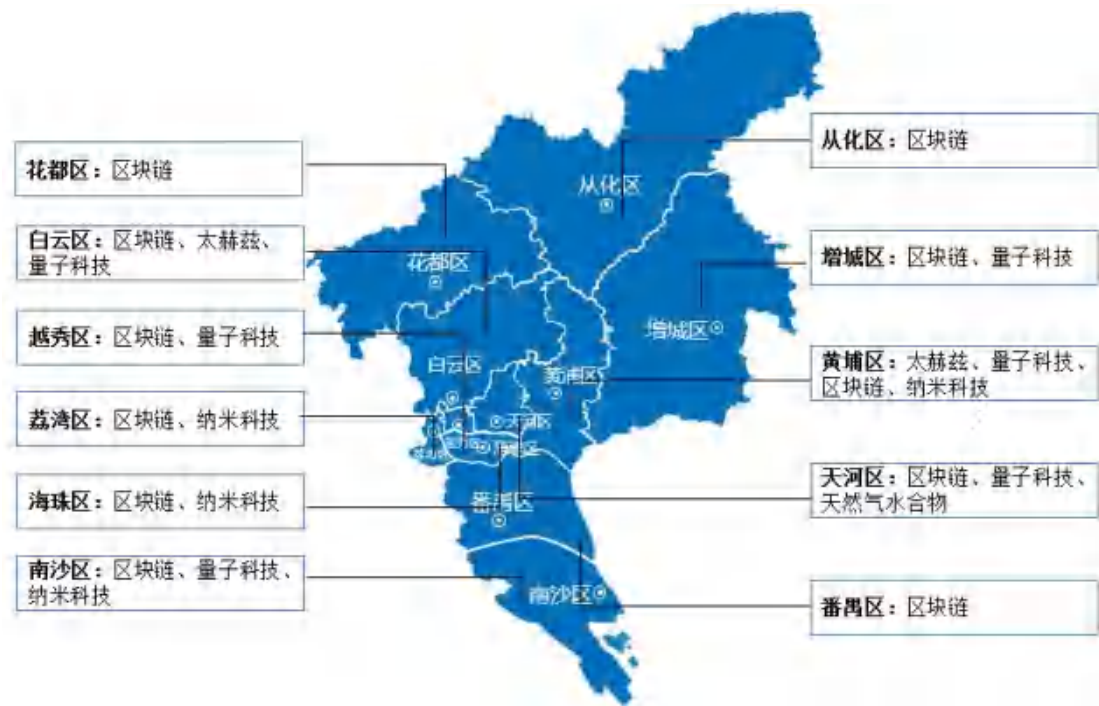 花都区：区块链
白云区：区块链、太赫兹、
量子科技
越秀区：区块链、量子科技
荔湾区：区块链、纳米科技
海珠区：区块链、纳米科技
南沙区：区块链、量子科技、
纳米科技
从化区
花都区
增城区
白云区
黄埔区
天河区
番禺区
南沙区
从化区：区块链
增城区：区块链、量子科技
黄埔区：太赫兹、量子科技、
区块链、纳米科技
天河区：区块链、量子科技、
天然气水合物
番禺区：区块链